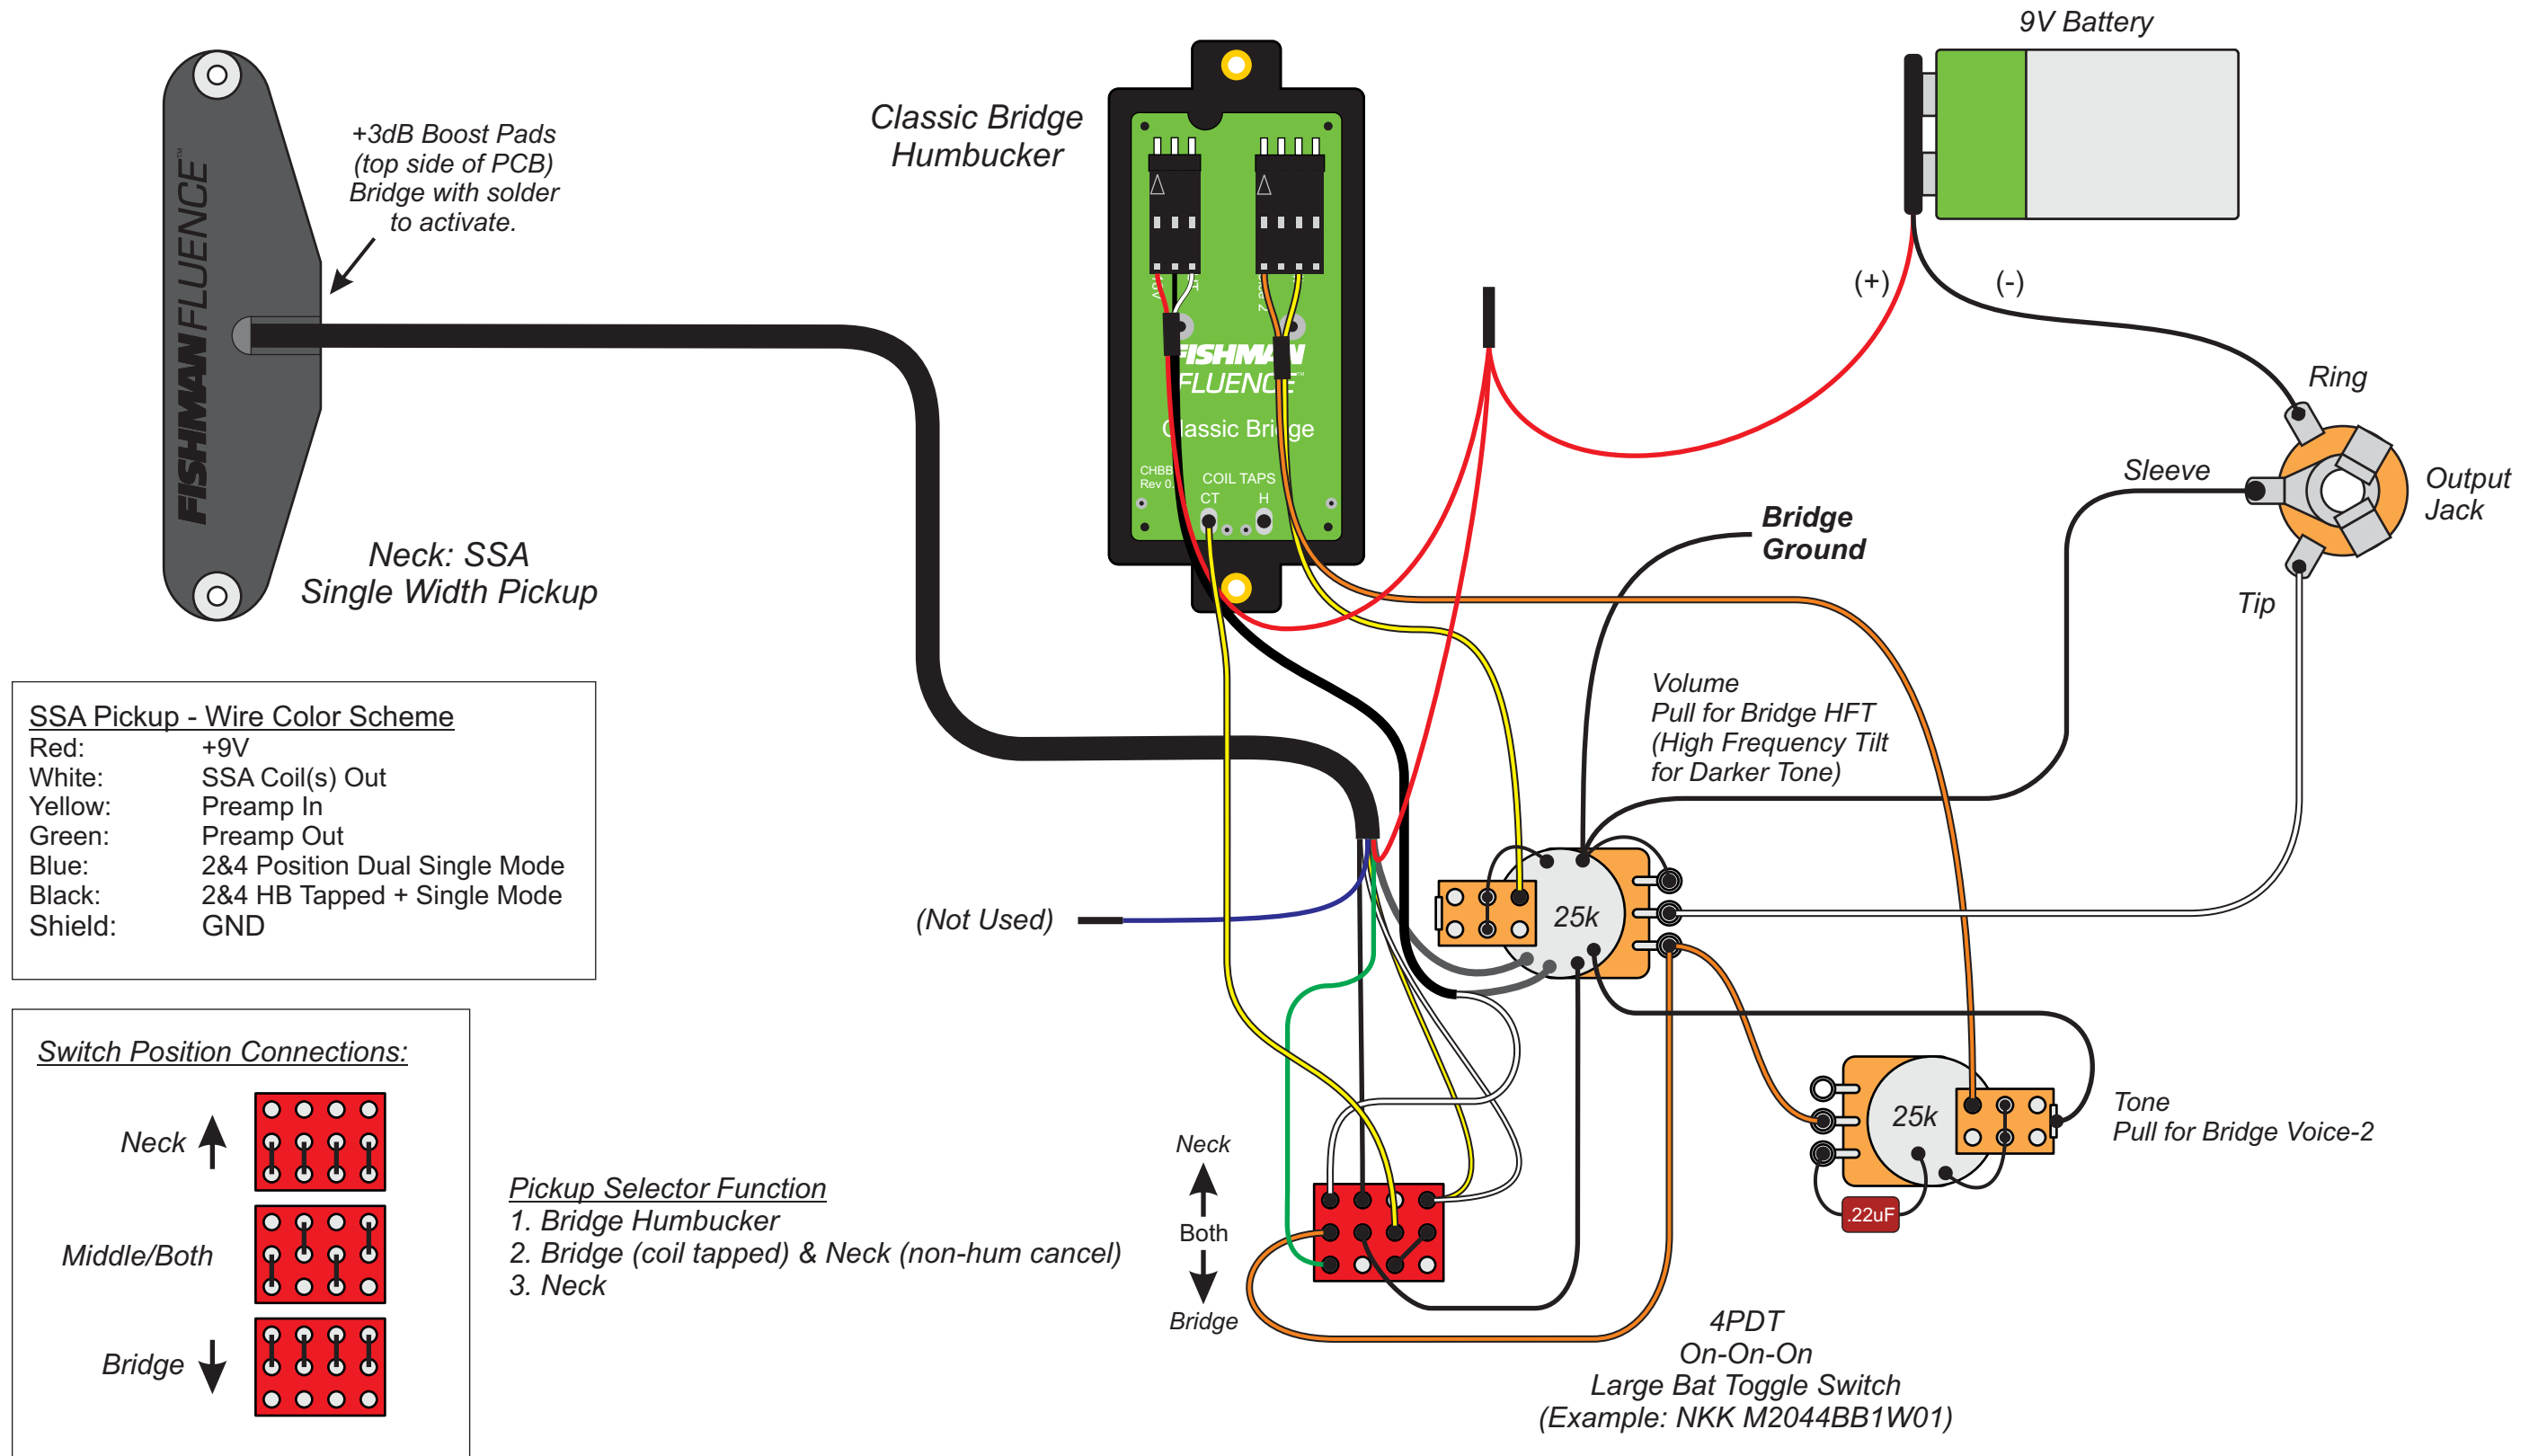 9V Battery
+3dB Boost Pads
(top side of PCB)
Bridge with solder
to activate.
FISHMAN FLUENCE™
Classic Bridge
Humbucker
(+)
(-)
FISHMAN
FLUENCE™
Classic Bridge
COIL TAPS
CT
H
Ring
Sleeve
Output
Jack
Tip
Bridge
Ground
Neck: SSA
Single Width Pickup
SSA Pickup - Wire Color Scheme
Red: +9V
White: SSA Coil(s) Out
Yellow: Preamp In
Green: Preamp Out
Blue: 2&4 Position Dual Single Mode
Black: 2&4 HB Tapped + Single Mode
Shield: GND
Volume
Pull for Bridge HFT
(High Frequency Tilt
for Darker Tone)
(Not Used)
25k
25k
.22uF
Tone
Pull for Bridge Voice-2
Switch Position Connections:
Neck
Middle/Both
Bridge
Pickup Selector Function
1. Bridge Humbucker
2. Bridge (coil tapped) & Neck (non-hum cancel)
3. Neck
Neck
Both
Bridge
4PDT
On-On-On
Large Bat Toggle Switch
(Example: NKK M2044BB1W01)